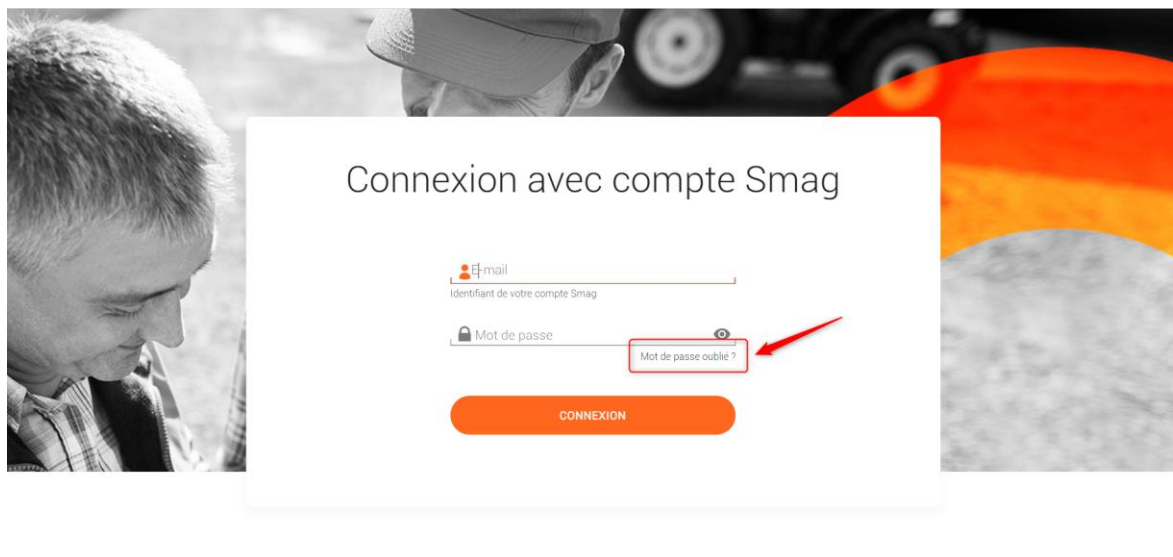 Connexion avec compte Smag
E-mail
Identifiant de votre compte Smag
Mot de passe
Mot de passe oublié ?
CONNEXION